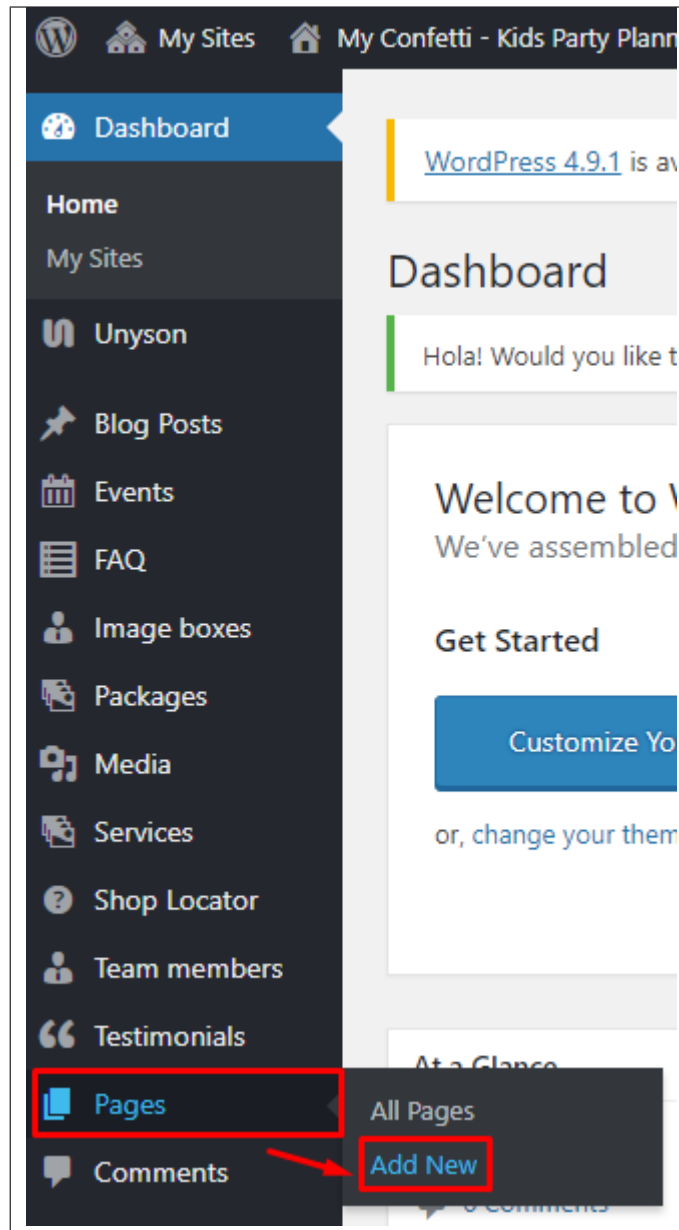 My Sites My Confetti - Kids Party Plann
Dashboard
Home
My Sites
Unyson
Blog Posts
Events
FAQ
Image boxes
Packages
Media
Services
Shop Locator
Team members
Testimonials
Pages
Comments
All Pages
Add New
WordPress 4.9.1 is av
Dashboard
Hola! Would you like t
Welcome to W
We've assembled
Get Started
Customize Yo
or, change your them
At a Glance
0 Comments